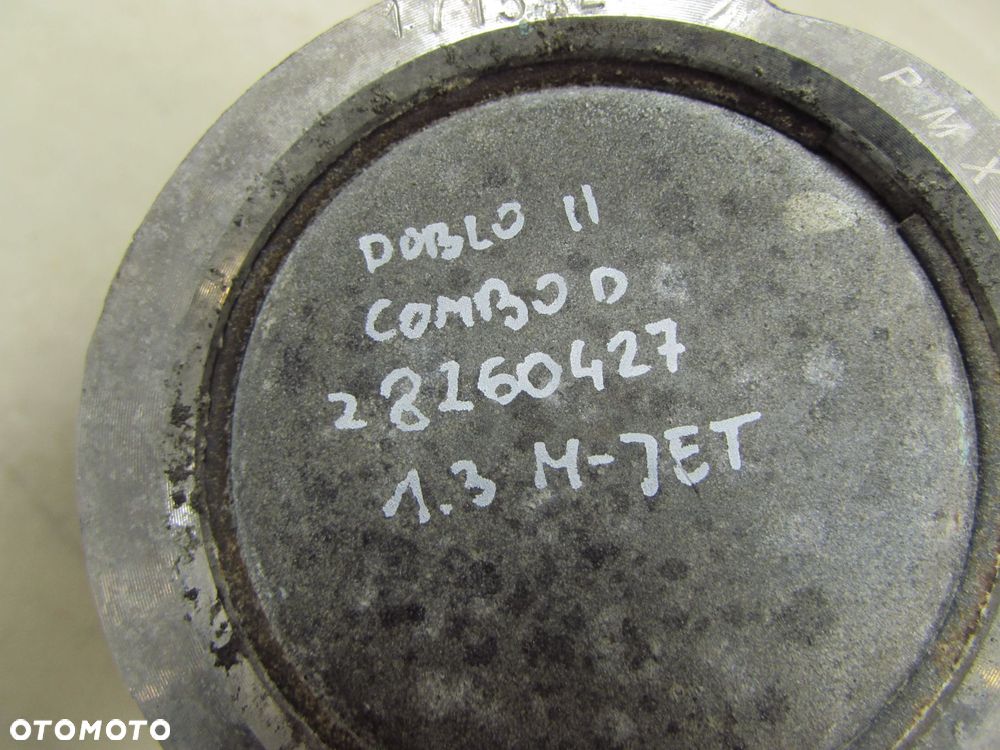 PMX
DOBLO II
COMBO D
28260427
1.3 M-JET
OTOMOTO